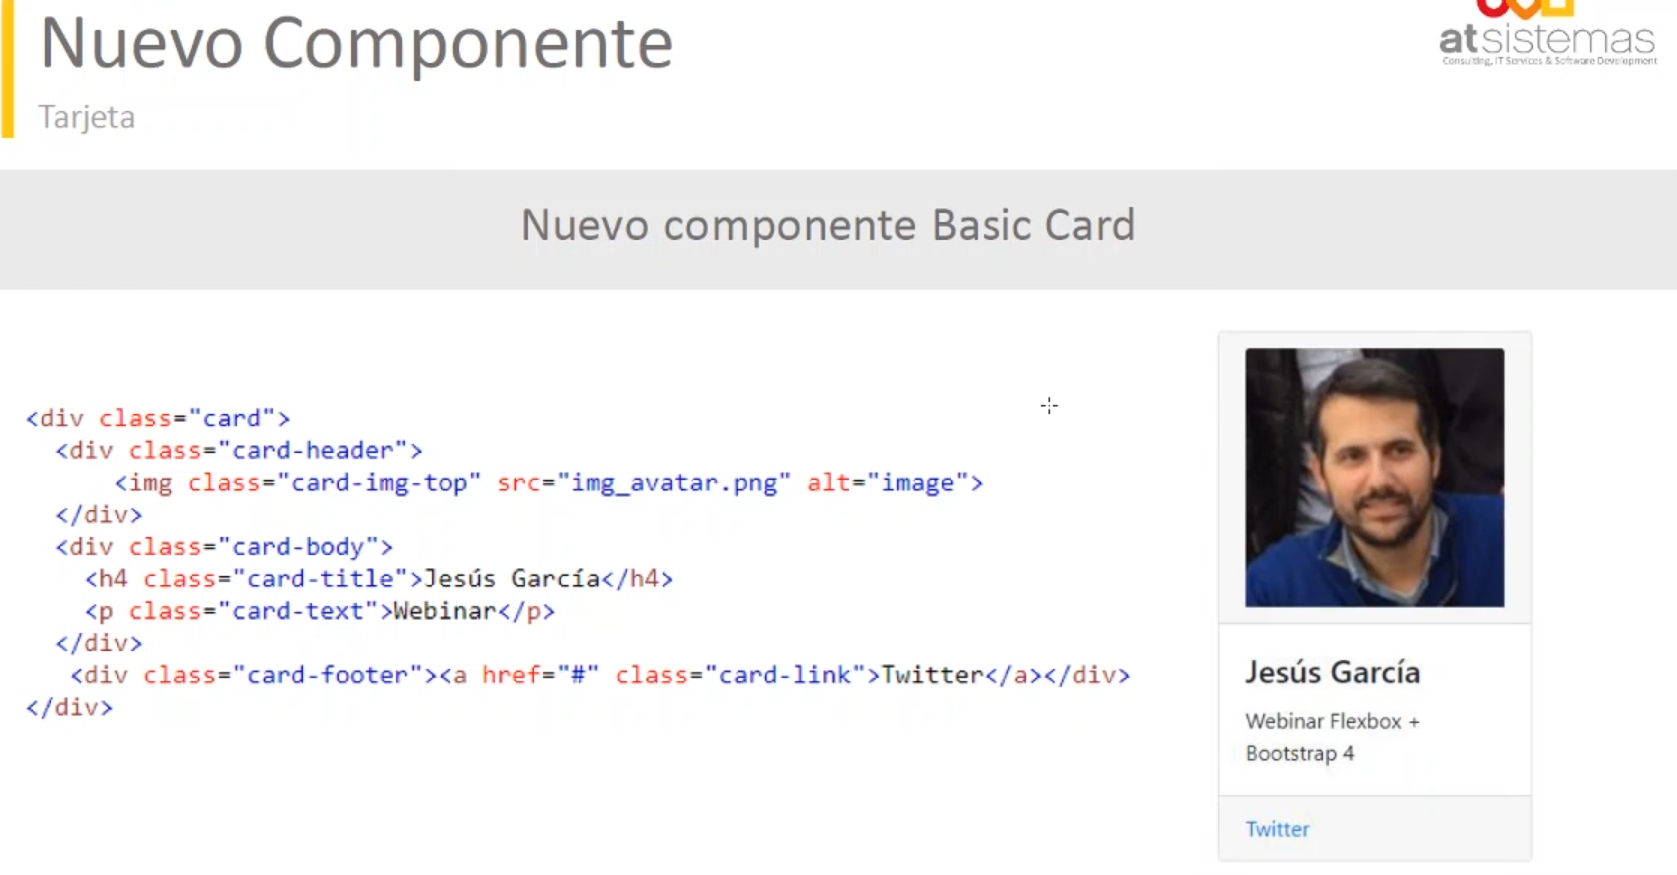 Nuevo Componente
Tarjeta
atsistemas
Consulting, IT Services & Software Development
Nuevo componente Basic Card
<div class="card">
<div class="card-header">
<img class="card-img-top" src="img_avatar.png" alt="image">
</div>
<div class="card-body">
<h4 class="card-title">Jesús García</h4>
<p class="card-text">Webinar</p>
</div>
<div class="card-footer"><a href="#" class="card-link">Twitter</a></div>
</div>
Jesús García
Webinar Flexbox +
Bootstrap 4
Twitter